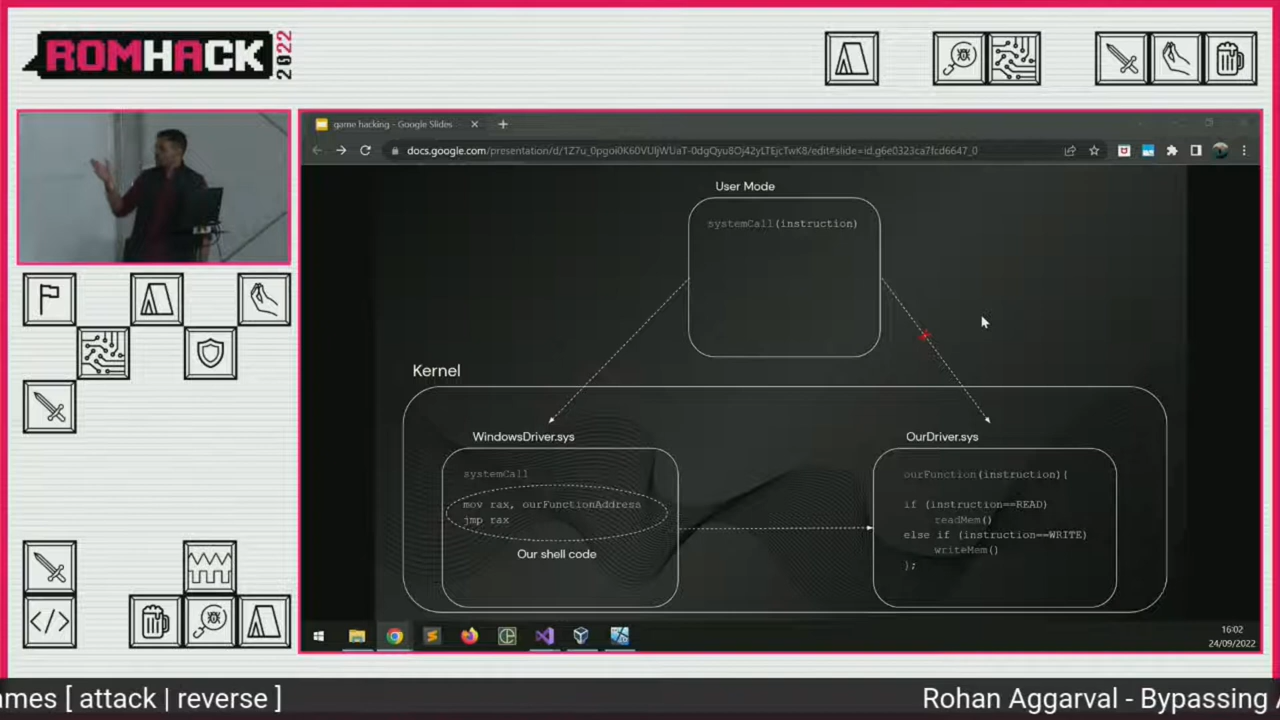 ROMHACK
2022
game hacking - Google Slides
docs.google.com/presentation/d/1Z7u_0pgoi0K60VUljWUaT-0dgQyu8Oj42yLTEjcTwK8/edit#slide=id.g6e0323ca7fcd6647_0
User Mode
systemCall(instruction)
Kernel
WindowsDriver.sys
OurDriver.sys
systemCall
mov rax, ourFunctionAddress
jmp rax
Our shell code
ourFunction(instruction){
if (instruction==READ)
readMem()
else if (instruction==WRITE)
writeMem()
};
</>
16:02
24/09/2022
ames [ attack | reverse ]
Rohan Aggarval - Bypassing